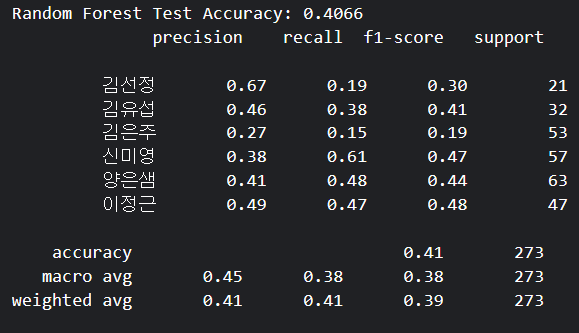 Random Forest Test Accuracy: 0.4066
precision recall f1-score support
김선정 0.67 0.19 0.30 21
김유섭 0.46 0.38 0.41 32
김은주 0.27 0.15 0.19 53
신미영 0.38 0.61 0.47 57
양은샘 0.41 0.48 0.44 63
이정근 0.49 0.47 0.48 47
accuracy 0.41 273
macro avg 0.45 0.38 0.38 273
weighted avg 0.41 0.41 0.39 273